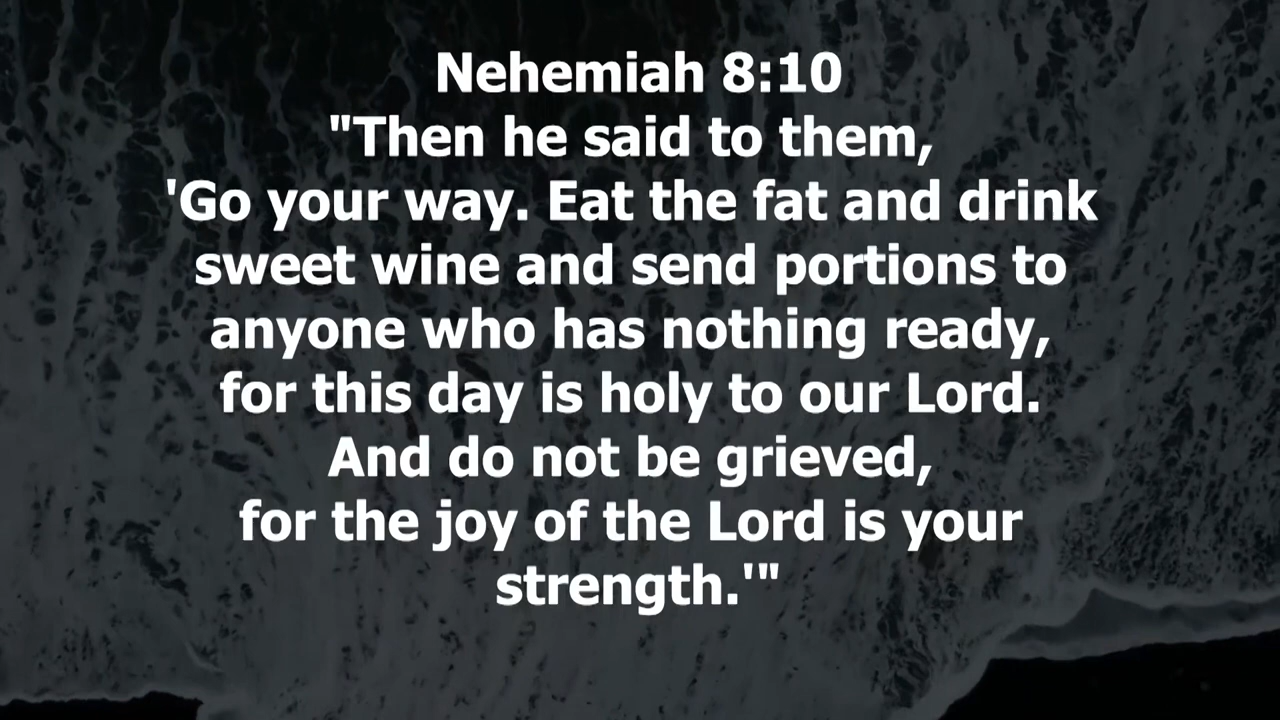 Nehemiah 8:10
"Then he said to them,
'Go your way. Eat the fat and drink
sweet wine and send portions to
anyone who has nothing ready,
for this day is holy to our Lord.
And do not be grieved,
for the joy of the Lord is your
strength.'"